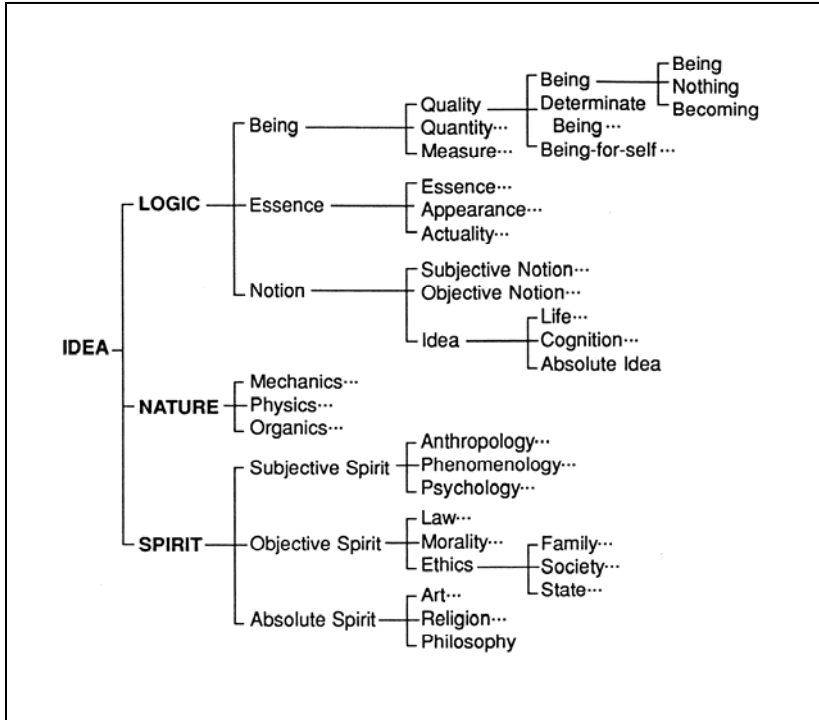 Being
Being
Nothing
Quality
Determinate
Becoming
Being
Quantity···
Being ···
Measure···
Being-for-self ···
Essence···
LOGIC
Essence
Appearance···
Actuality···
Subjective Notion···
Notion
Objective Notion···
Life···
Idea
Cognition···
IDEA
Absolute Idea
Mechanics···
NATURE
Physics···
Organics···
Anthropology···
Subjective Spirit
Phenomenology···
Psychology···
Law···
SPIRIT
Objective Spirit
Morality···
Family···
Ethics
Society···
State···
Art···
Absolute Spirit
Religion···
Philosophy